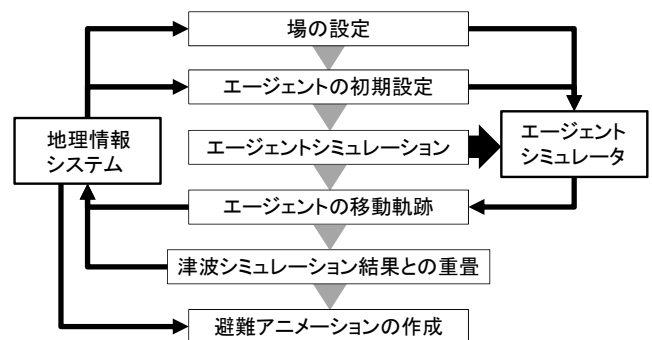 場の設定
エージェントの初期設定
地理情報
システム
エージェントシミュレーション
エージェント
シミュレータ
エージェントの移動軌跡
津波シミュレーション結果との重畳
避難アニメーションの作成